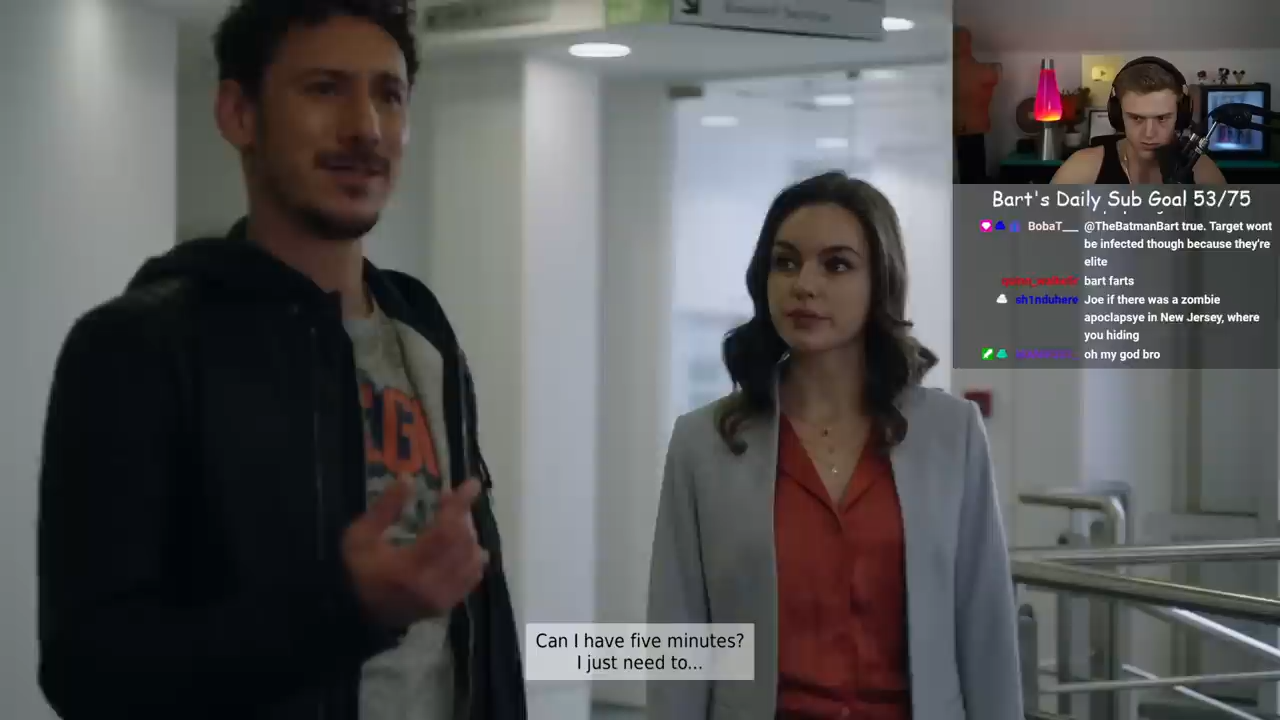 Bart's Daily Sub Goal 53/75
BobaT__ @TheBatmanBart true. Target wont
be infected though because they're
elite
bart farts
sh1nduhere Joe if there was a zombie
apoclapsye in New Jersey, where
you hiding
oh my god bro
Can I have five minutes?
I just need to...